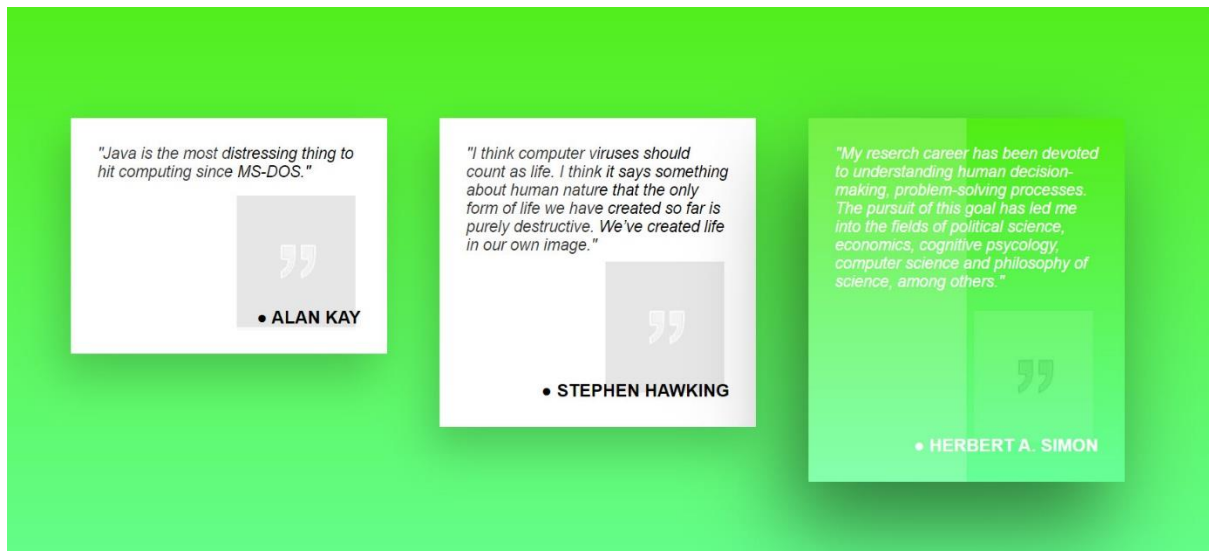 "Java is the most distressing thing to
hit computing since MS-DOS."
● ALAN KAY
"I think computer viruses should
count as life. I think it says something
about human nature that the only
form of life we have created so far is
purely destructive. We've created life
in our own image."
● STEPHEN HAWKING
"My reserch career has been devoted
to understanding human decision-
making, problem-solving processes.
The pursuit of this goal has led me
into the fields of political science,
economics, cognitive psycology,
computer science and philosophy of
science, among others."
● HERBERT A. SIMON